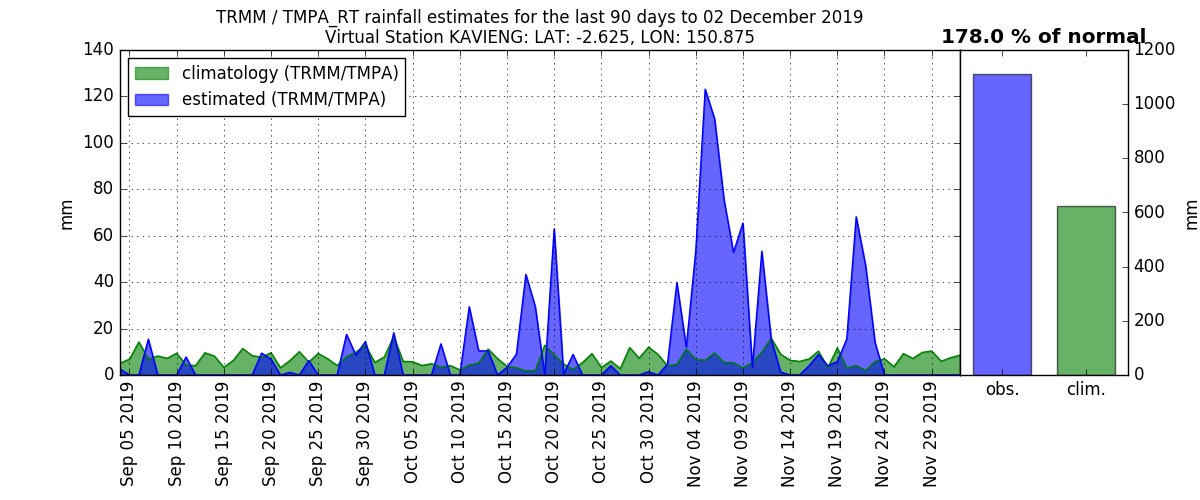 TRMM / TMPA_RT rainfall estimates for the last 90 days to 02 December 2019
Virtual Station KAVIENG: LAT: -2.625, LON: 150.875
178.0 % of normal
climatology (TRMM/TMPA)
estimated (TRMM/TMPA)
mm
140
120
100
80
60
40
20
0
Sep 05 2019
Sep 10 2019
Sep 15 2019
Sep 20 2019
Sep 25 2019
Sep 30 2019
Oct 05 2019
Oct 10 2019
Oct 15 2019
Oct 20 2019
Oct 25 2019
Oct 30 2019
Nov 04 2019
Nov 09 2019
Nov 14 2019
Nov 19 2019
Nov 24 2019
Nov 29 2019
obs.
clim.
1200
1000
800
600
400
200
0
mm